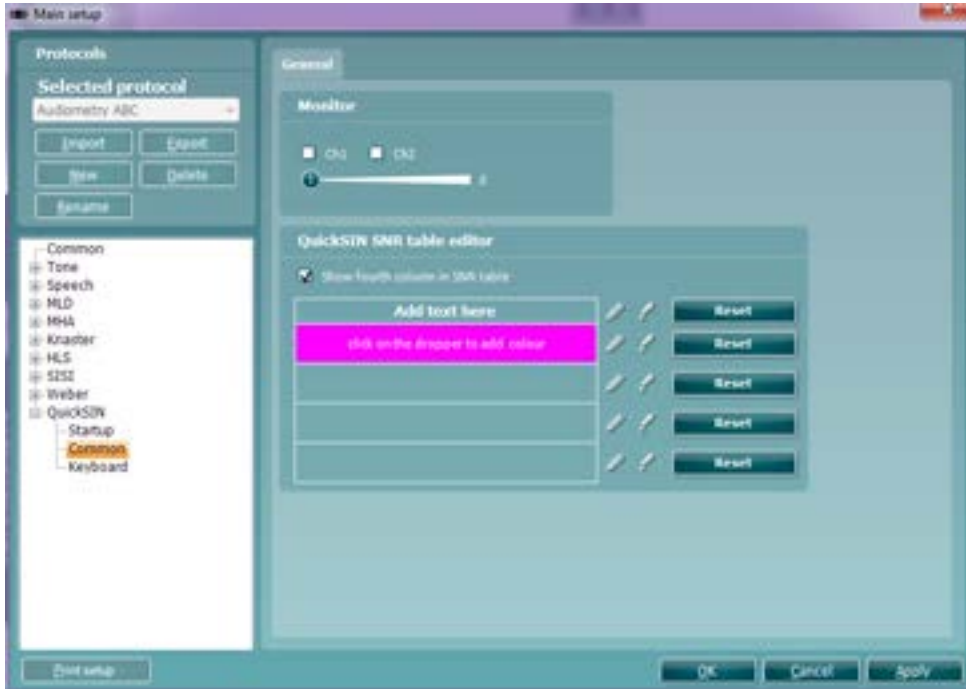 Main setup
Protocols
Selected protocol
Audiometry ABC
Import Export
New Delete
Rename
Common
Tone
Speech
MLD
MHA
Knaster
HLS
SISI
Weber
QuickSIN
Startup
Common
Keyboard
Print setup
General
Monitor
Ch1 Ch2
QuickSIN SNR table editor
Show fourth column in SNR table
Add text here Reset
click on the dropper to add colour Reset
Reset
Reset
Reset
OK Cancel Apply